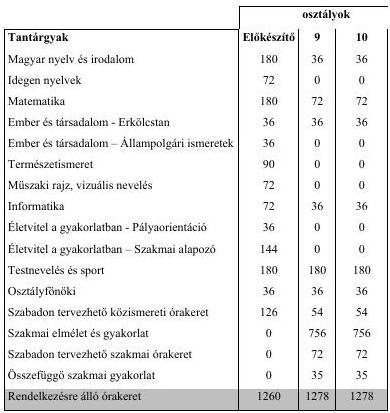 osztályok
Tantárgyak Előkészítő 9 10
Magyar nyelv és irodalom 180 36 36
Idegen nyelvek 72 0 0
Matematika 180 72 72
Ember és társadalom - Erkölcstan 36 36 36
Ember és társadalom – Állampolgári ismeretek 36 0 0
Természetismeret 90 0 0
Műszaki rajz, vizuális nevelés 72 0 0
Informatika 72 36 36
Életvitel a gyakorlatban - Pályaorientáció 36 0 0
Életvitel a gyakorlatban – Szakmai alapozó 144 0 0
Testnevelés és sport 180 180 180
Osztályfőnöki 36 36 36
Szabadon tervezhető közismereti órakeret 126 54 54
Szakmai elmélet és gyakorlat 0 756 756
Szabadon tervezhető szakmai órakeret 0 72 72
Összefüggő szakmai gyakorlat 0 35 35
Rendelkezésre álló órakeret 1260 1278 1278